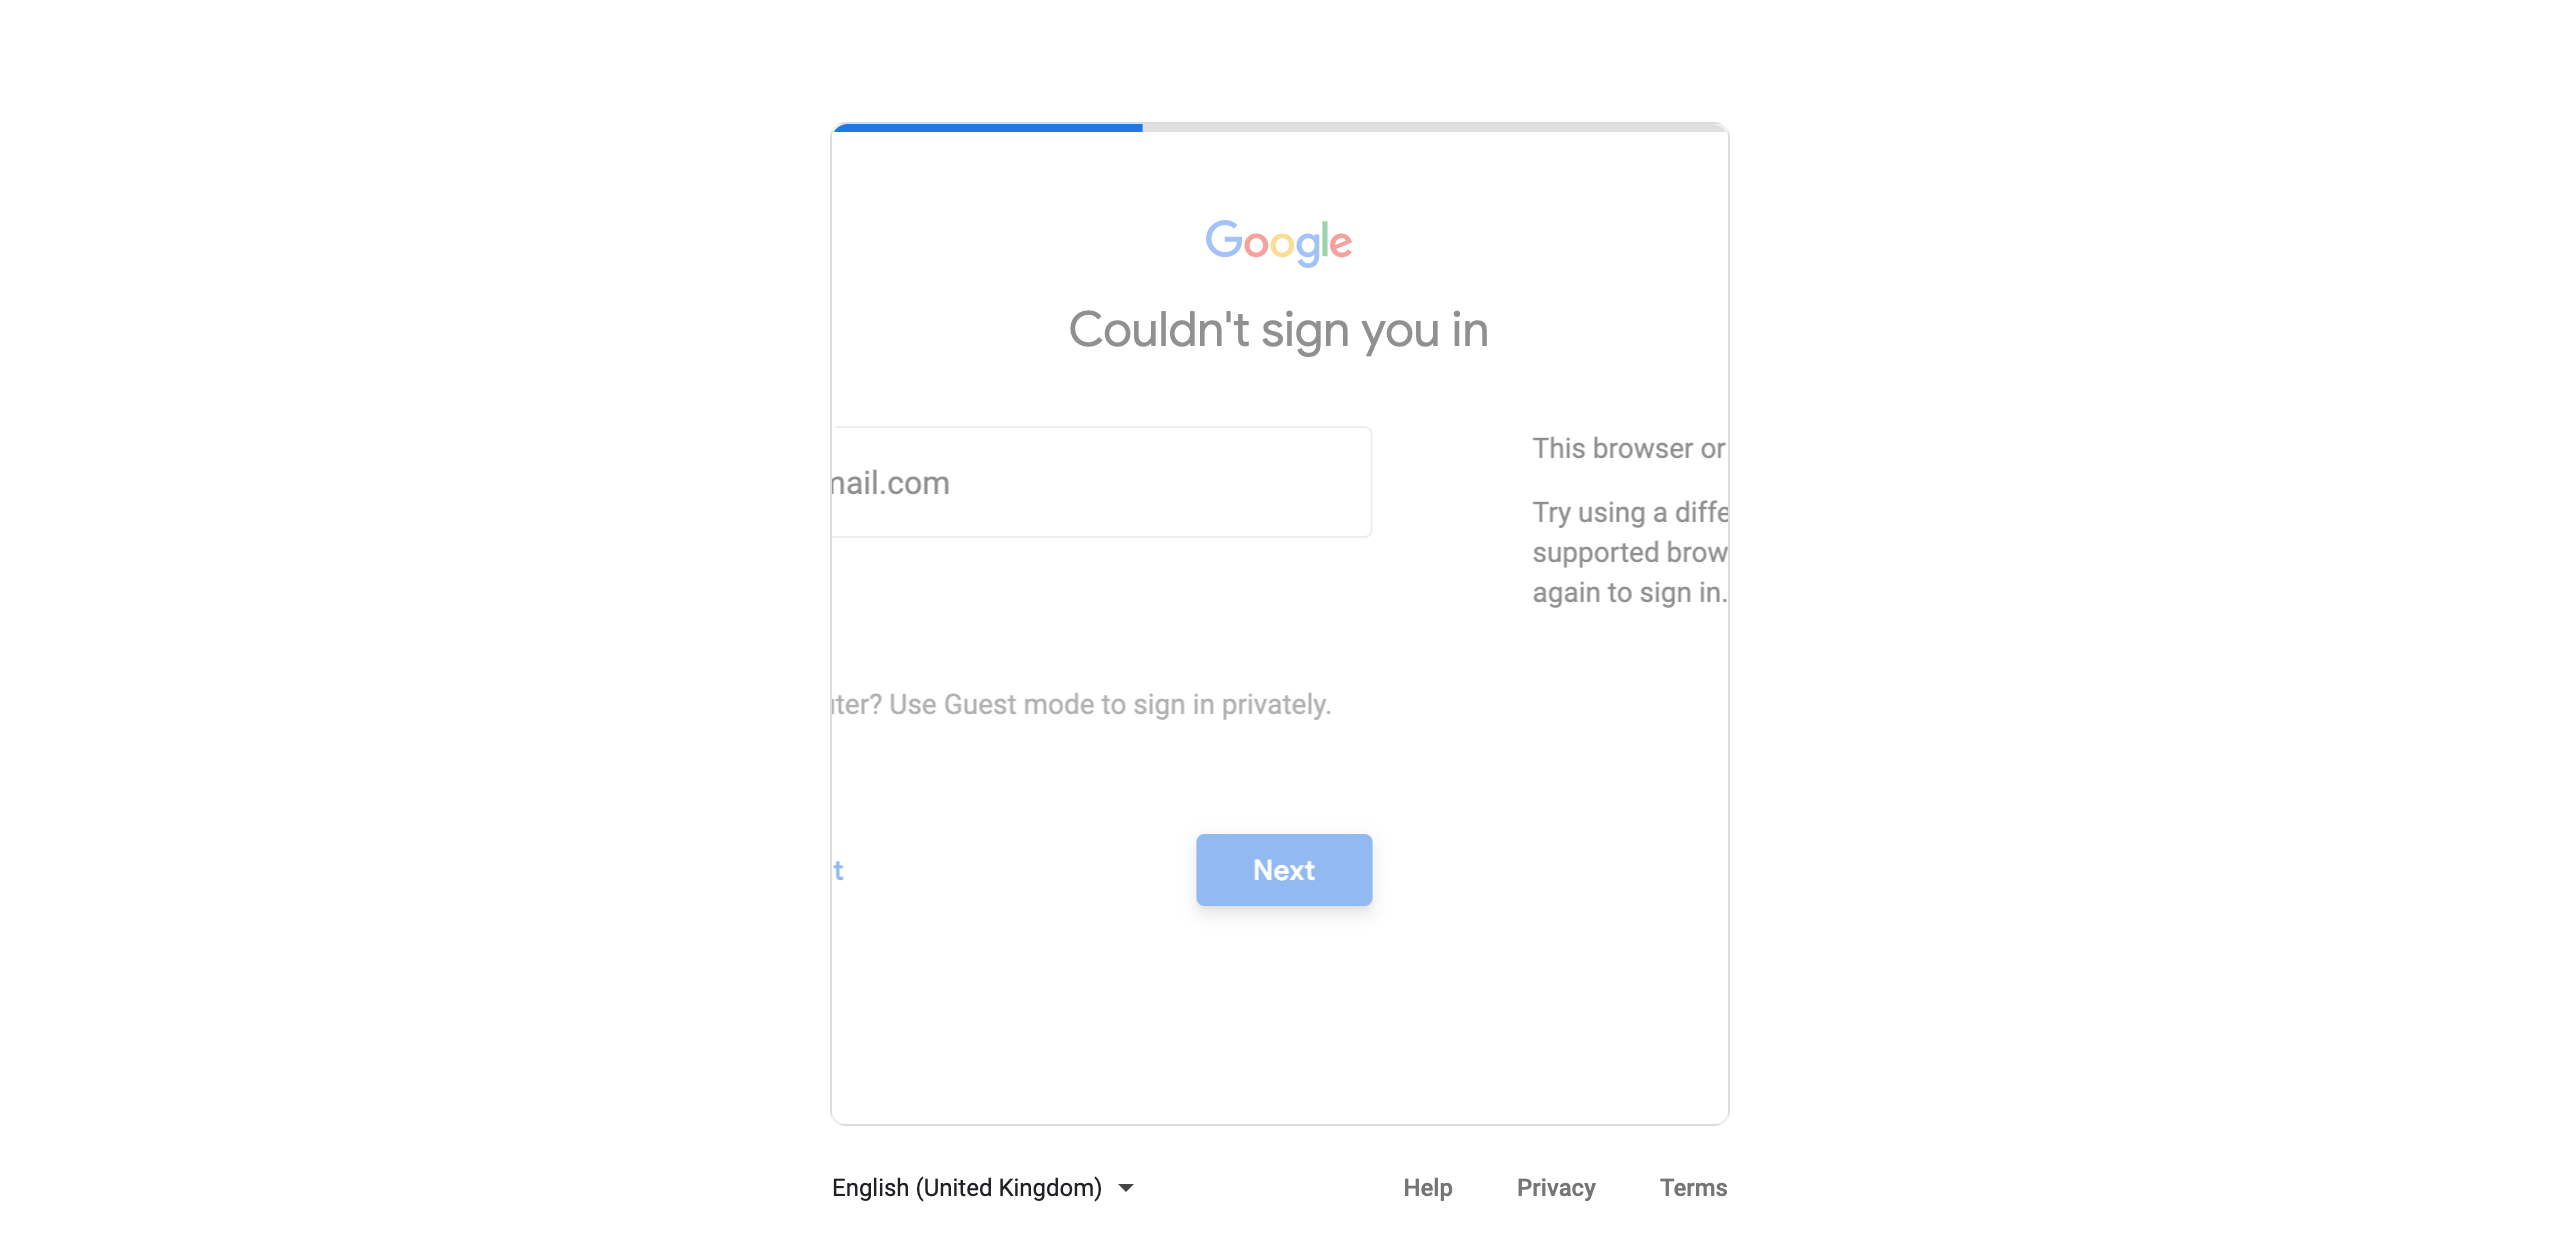 Google
Couldn't sign you in
mail.com
This browser or
Try using a diffe
supported brow
again to sign in.
ter? Use Guest mode to sign in privately.
t
Next
English (United Kingdom)
Help
Privacy
Terms